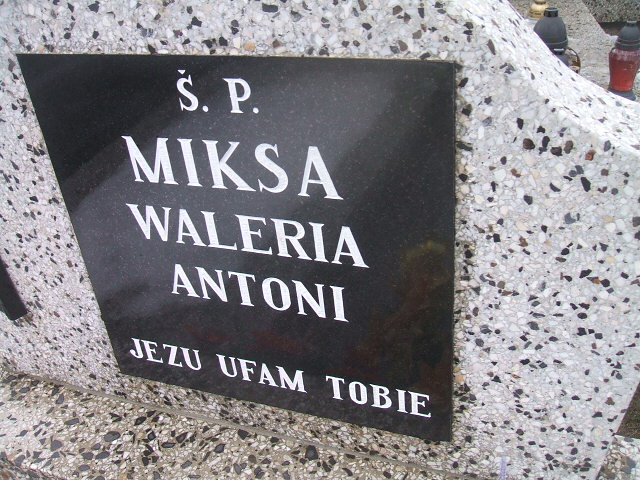 Š. P.
MIKSA
WALERIA
ANTONI
JEZU UFAM TOBIE